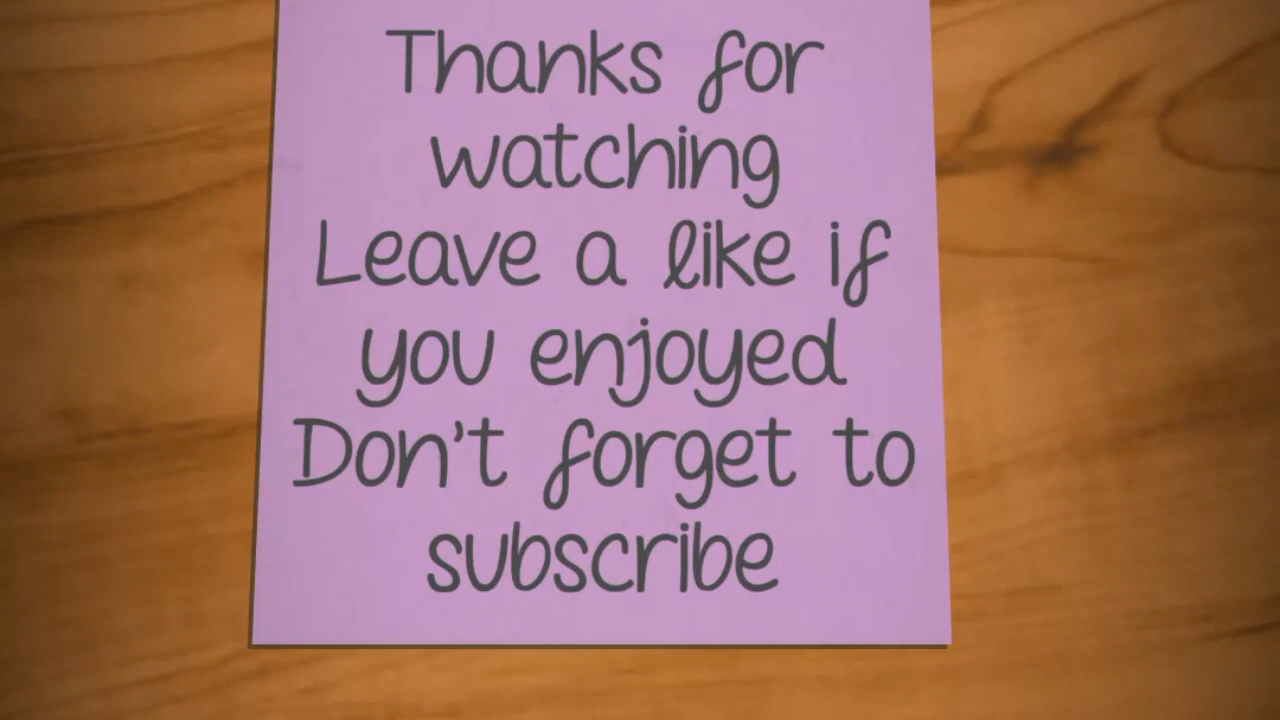 Thanks for
watching
Leave a like if
you enjoyed
Don't forget to
subscribe